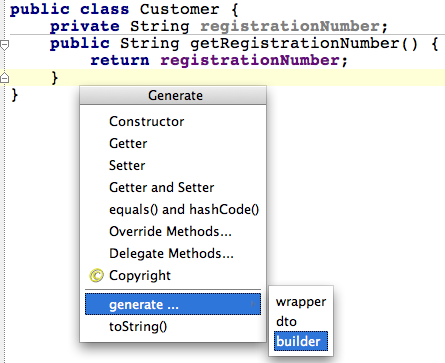 public class Customer {
private String registrationNumber;
public String getRegistrationNumber() {
return registrationNumber;
}
}
Generate
Constructor
Getter
Setter
Getter and Setter
equals() and hashCode()
Override Methods...
Delegate Methods...
© Copyright
generate ...
toString()
wrapper
dto
builder